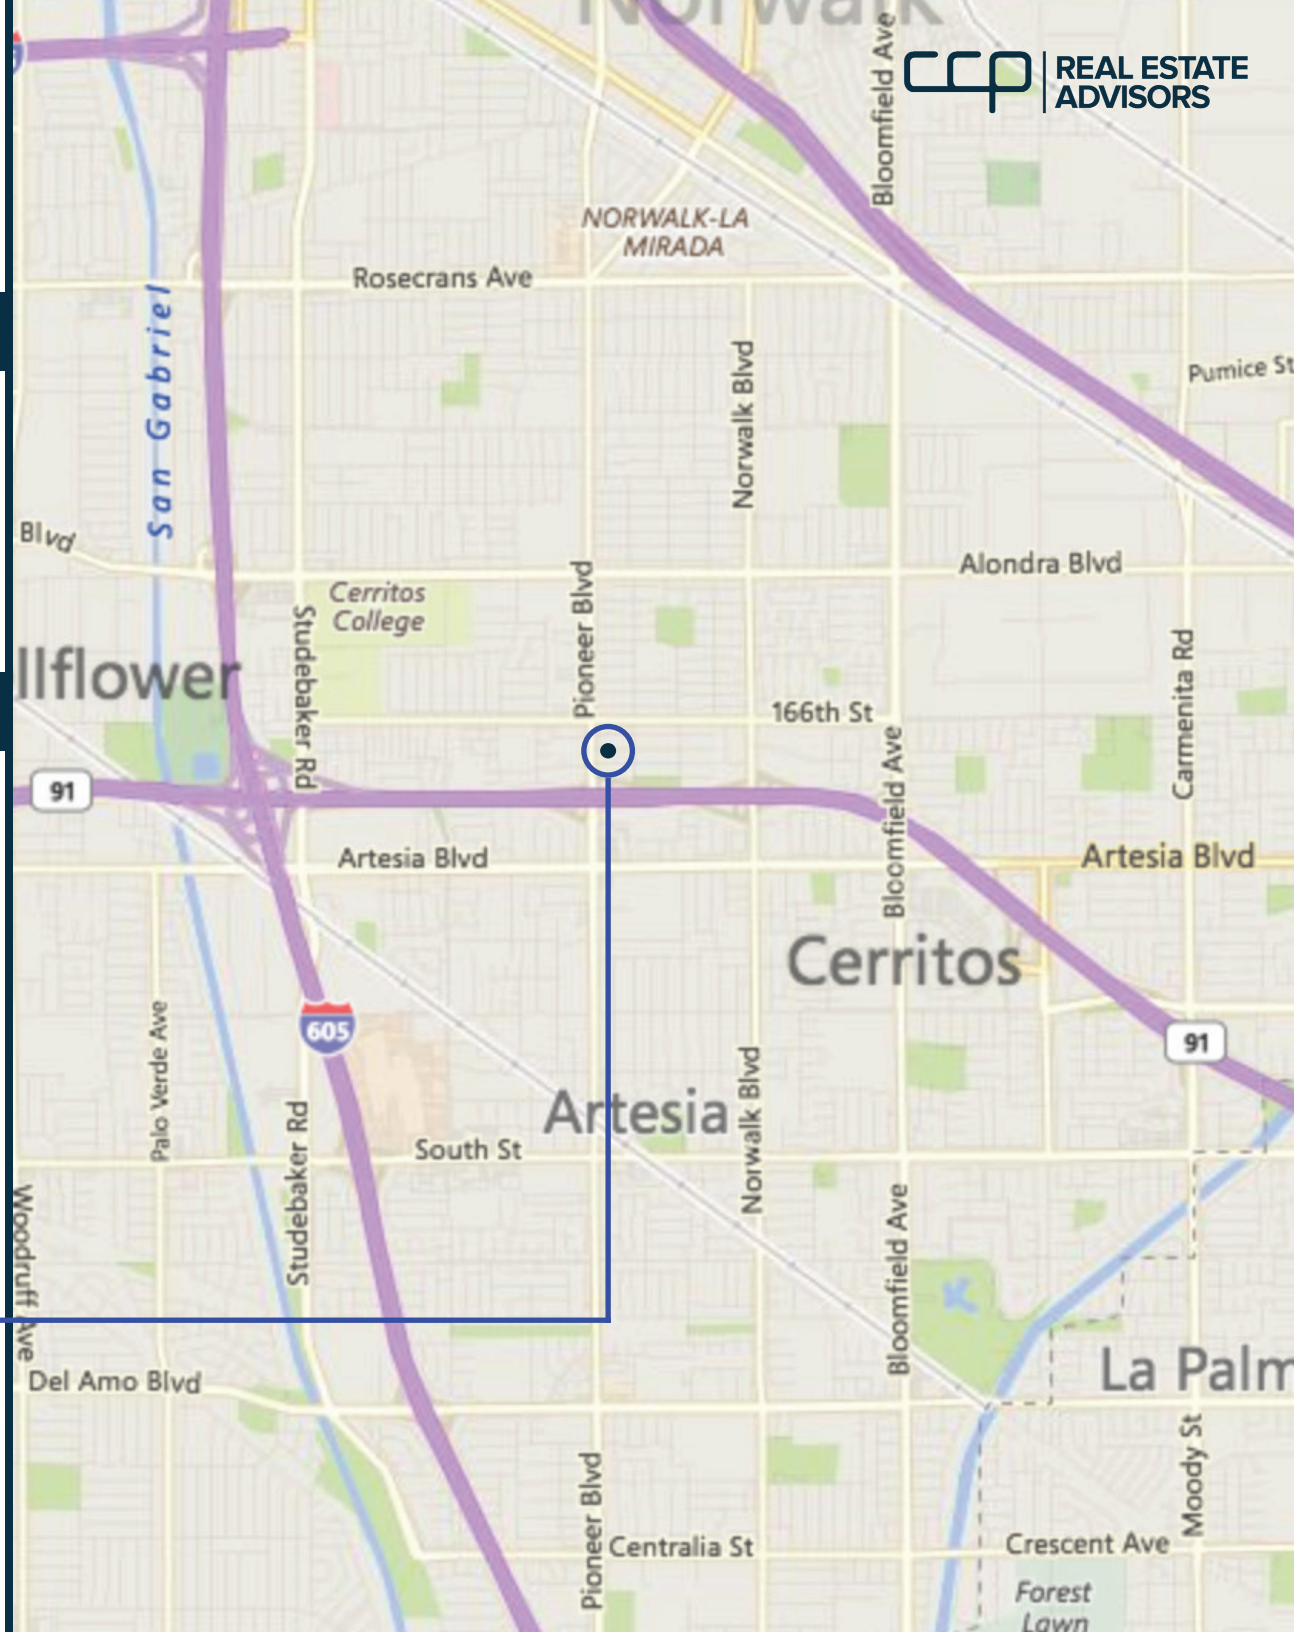 Norwalk
Bloomfield Ave
ccp
REAL ESTATE
ADVISORS
NORWALK-LA
MIRADA
Rosecrans Ave
San Gabriel
Norwalk Blvd
Pumice St
Blvd
Alondra Blvd
Cerritos
College
Pioneer Blvd
Studebaker Rd
llflower
Carmenita Rd
166th St
91
Bloomfield Ave
Artesia Blvd
Artesia Blvd
Cerritos
605
91
Palo Verde Ave
Artesia
Norwalk Blvd
South St
Studebaker Rd
Woodruff Ave
Bloomfield Ave
Del Amo Blvd
La Palm
Moody St
Pioneer Blvd
Centralia St
Crescent Ave
Forest
Lawn